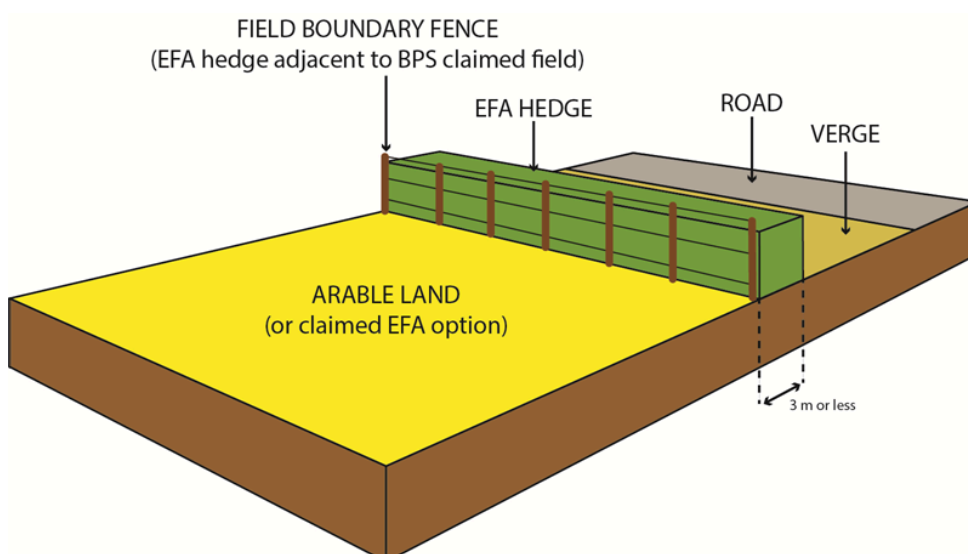 FIELD BOUNDARY FENCE
(EFA hedge adjacent to BPS claimed field)
EFA HEDGE
ROAD
VERGE
ARABLE LAND
(or claimed EFA option)
3 m or less